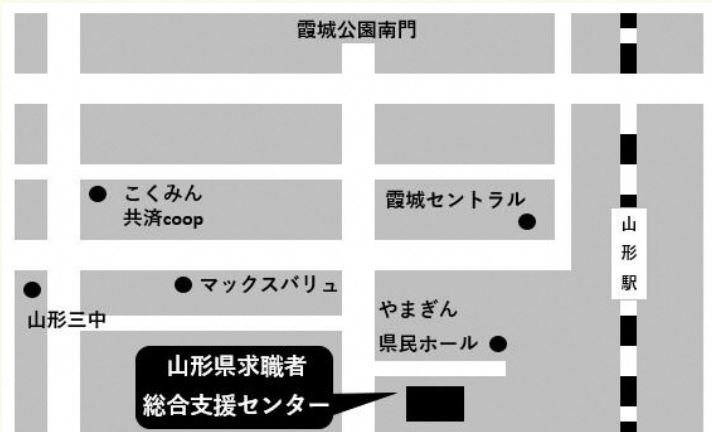 霞城公園南門
こくみん
共済coop
霞城セントラル
山形駅
マックスバリュ
山形三中
やまぎん
県民ホール
山形県求職者
総合支援センター